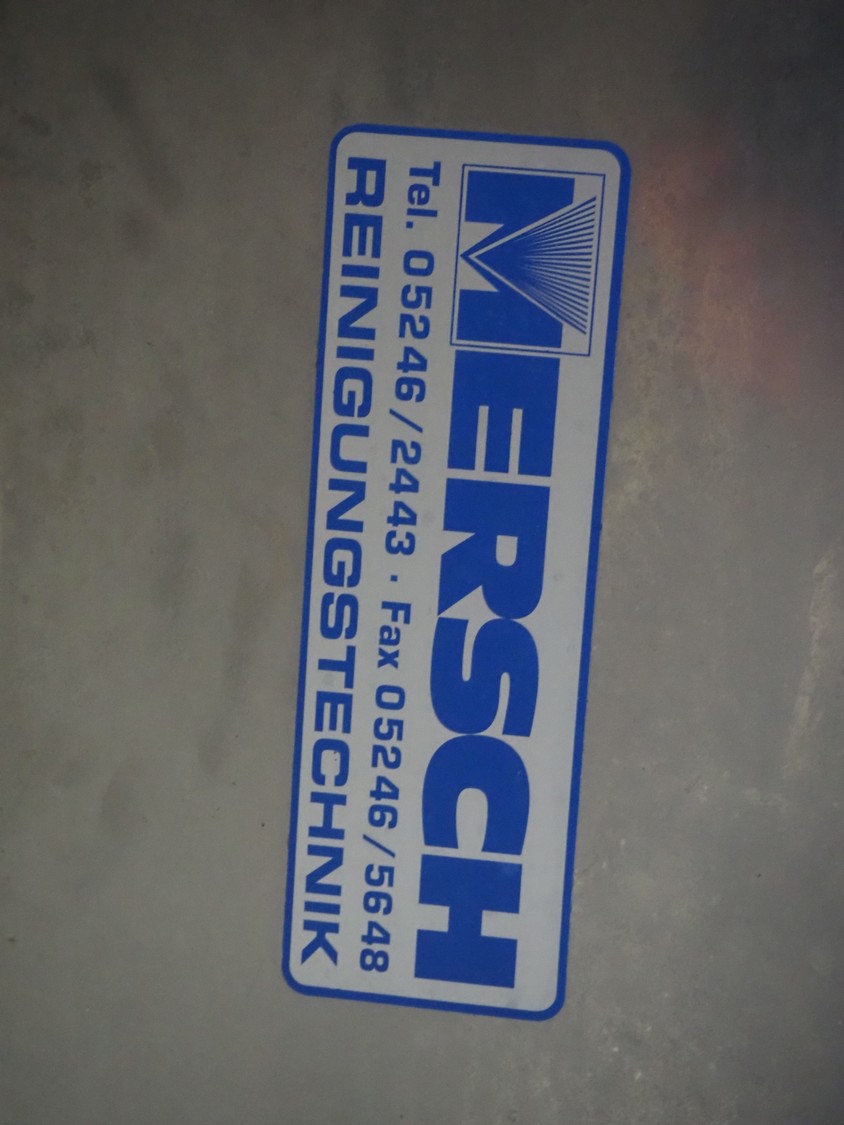 MERSCH
Tel. 05246/2443 · Fax 05246/5648
REINIGUNGSTECHNIK